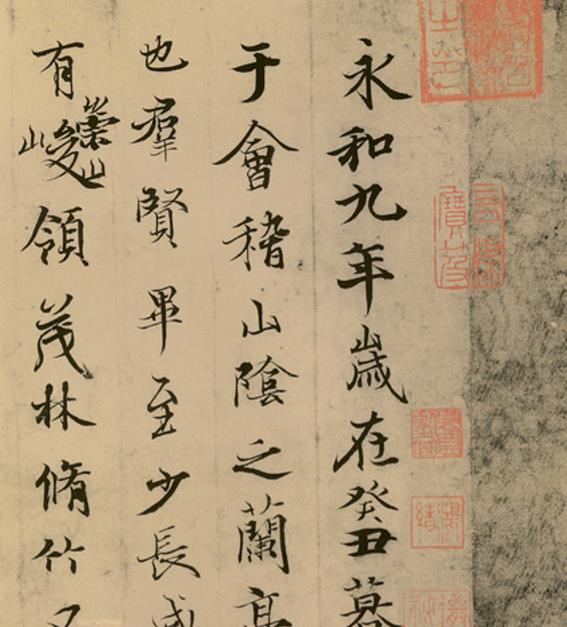 永和九年歲在癸丑暮
于會稽山陰之蘭亭
也羣賢畢至少長咸
有崇山峻領茂林脩竹又